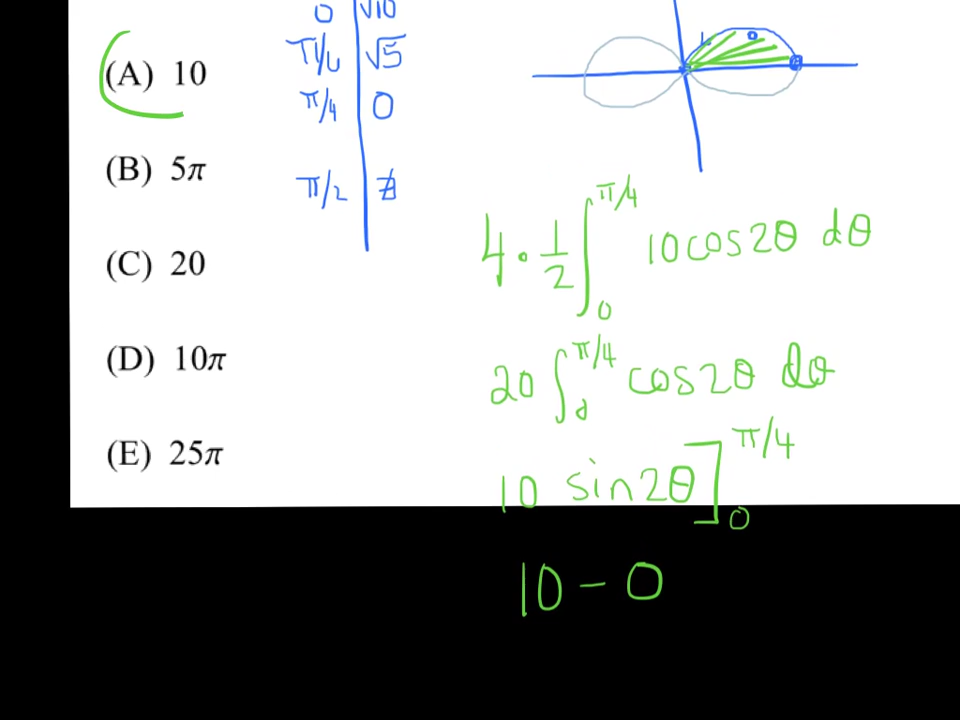 0 √10
π/6 √5
(A) 10
π/4 0
(B) 5π
π/2 ∄
4 · 1/2 ∫₀^π/4 10cos2θ dθ
(C) 20
(D) 10π
20 ∫₀^π/4 cos2θ dθ
(E) 25π
10 sin2θ]₀^π/4
10 - 0